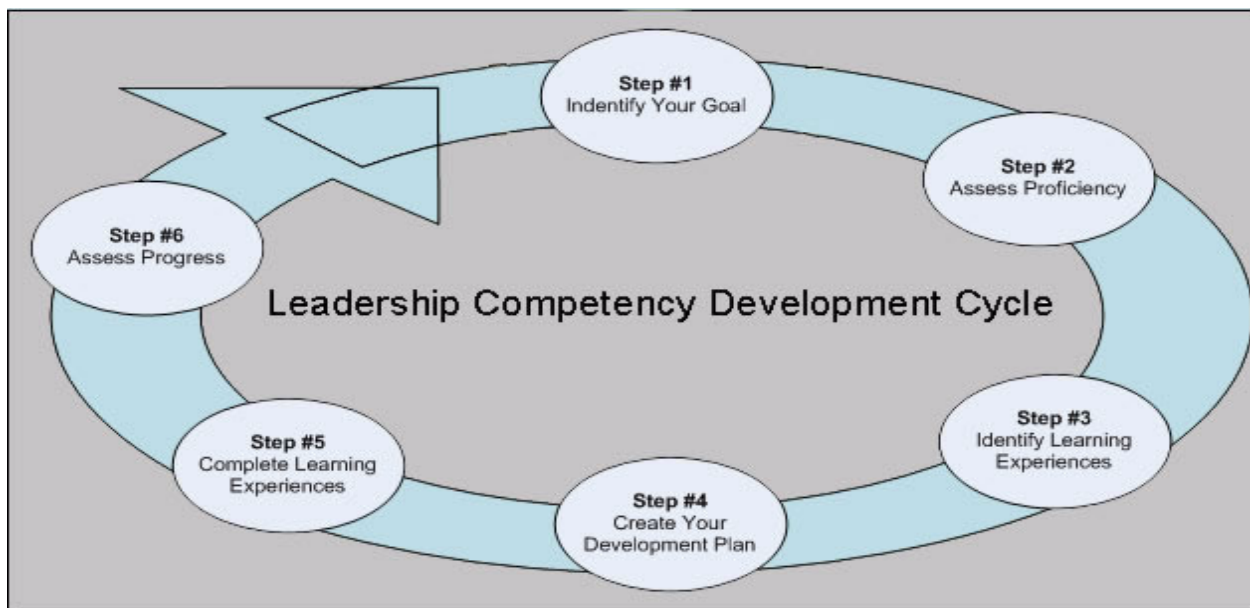 Step #1
Indentify Your Goal
Step #2
Assess Proficiency
Step #6
Assess Progress
Leadership Competency Development Cycle
Step #3
Identify Learning
Experiences
Step #5
Complete Learning
Experiences
Step #4
Create Your
Development Plan